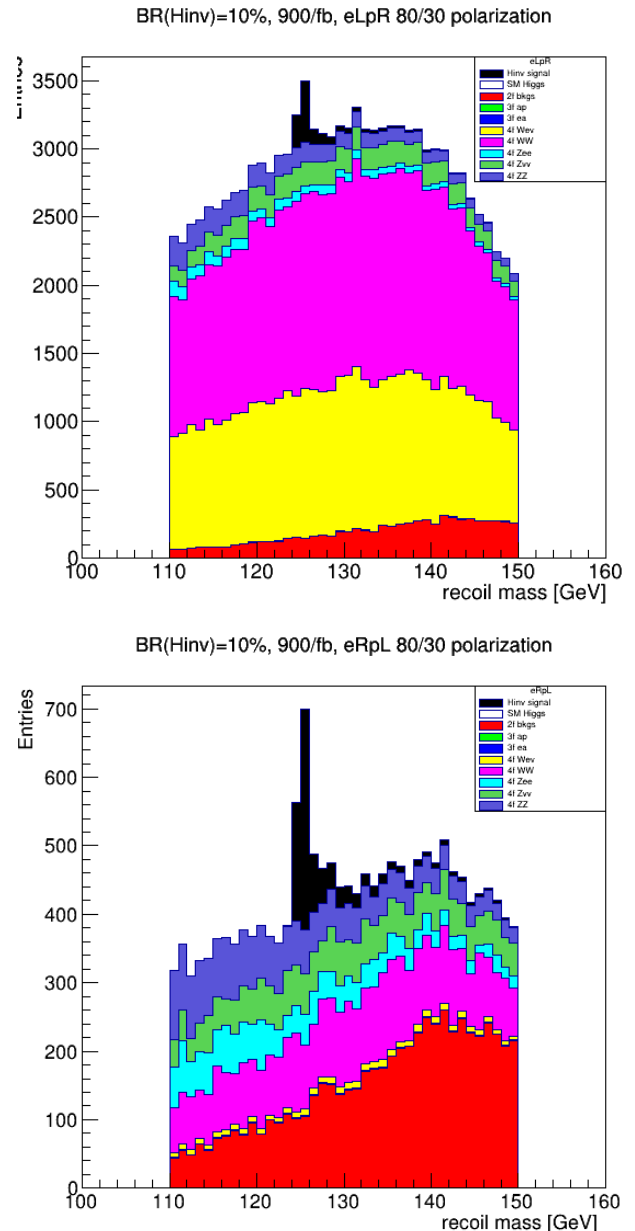 BR(Hinv)=10%, 900/fb, eLpR 80/30 polarization
Entries
3500
3000
2500
2000
1500
1000
500
0
100 110 120 130 140 150 160
recoil mass [GeV]
eLpR
Hinv signal
SM Higgs
2f bkgs
3f ap
3f ea
4f Wev
4f WW
4f Zee
4f Zvv
4f ZZ
BR(Hinv)=10%, 900/fb, eRpL 80/30 polarization
Entries
700
600
500
400
300
200
100
0
100 110 120 130 140 150 160
recoil mass [GeV]
eRpL
Hinv signal
SM Higgs
2f bkgs
3f ap
3f ea
4f Wev
4f WW
4f Zee
4f Zvv
4f ZZ